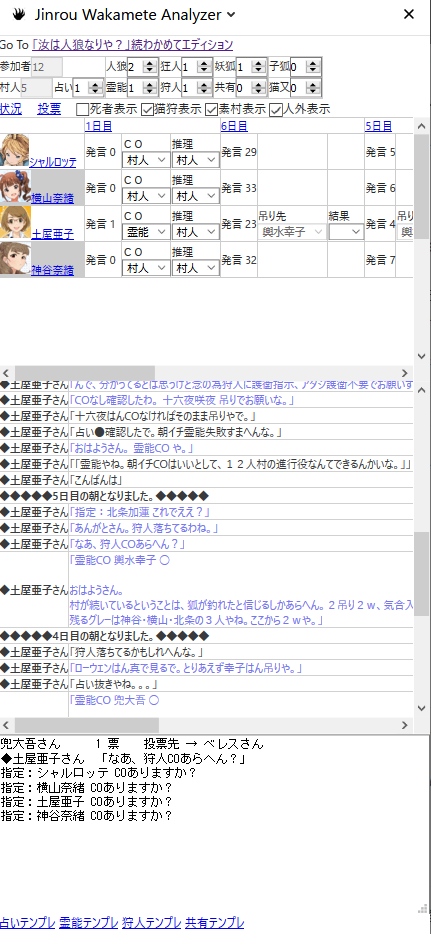 Jinrou Wakamete Analyzer
Go To 「汝は人狼なりや？」続わかめてエディション
参加者 12 人狼 2 狂人 1 妖狐 1 子狐 0
村人 5 占い 1 霊能 1 狩人 1 共有 0 猫又 0
状況 投票 死者表示 猫狩表示 素村表示 人外表示
1日目 6日目 5日目
シャルロッテ 発言 0 ＣＯ 村人 推理 村人 発言 29 発言 5
横山奈緒 発言 0 ＣＯ 村人 推理 村人 発言 33 発言 6
土屋亜子 発言 1 ＣＯ 霊能 推理 村人 発言 23 吊り先 輿水幸子 結果 発言 4 吊り
神谷奈緒 発言 0 ＣＯ 村人 推理 村人 発言 32 発言 7
◆土屋亜子さん 「んで、分かってるとは思うけど念の為狩人に護衛指示、アタシ護衛不要でお願いす
◆土屋亜子さん 「COなし確認したわ。 十六夜咲夜 吊りでお願いな。」
◆土屋亜子さん 「十六夜はんCOなければそのまま吊りやで。」
◆土屋亜子さん 「占い●確認したで。朝イチ霊能失敗すまへんな。」
◆土屋亜子さん 「おはようさん。 霊能CO や。」
◆土屋亜子さん 「「霊能やね。朝イチCOはいいとして、１２人村の進行役なんてできるんかいな。」」
◆土屋亜子さん 「こんばんは」
◆◆◆◆◆5日目の朝となりました。◆◆◆◆◆
◆土屋亜子さん 「指定：北条加蓮 これでええ？」
◆土屋亜子さん 「あんがとさん。狩人落ちてるわね。」
◆土屋亜子さん 「なあ、狩人COあらへん？」
「霊能CO 輿水幸子 〇
◆土屋亜子さん おはようさん。
村が続いているということは、狐が釣れたと信じるしかあらへん。２吊り２ｗ、気合入
残るグレーは神谷・横山・北条の３人やね。ここから２ｗや。」
◆◆◆◆◆4日目の朝となりました。◆◆◆◆◆
◆土屋亜子さん 「狩人落ちてるかもしれへんな。」
◆土屋亜子さん 「ローウェンはん真で見るで。とりあえず幸子はん吊りや。」
◆土屋亜子さん 「占い抜きやね。。。」
◆土屋亜子さん 「霊能CO 兜大吾 〇
兜大吾さん 1 票 投票先 → ベレスさん
◆土屋亜子さん 「なあ、狩人COあらへん？」
指定：シャルロッテ COありますか？
指定：横山奈緒 COありますか？
指定：土屋亜子 COありますか？
指定：神谷奈緒 COありますか？
占いテンプレ 霊能テンプレ 狩人テンプレ 共有テンプレ